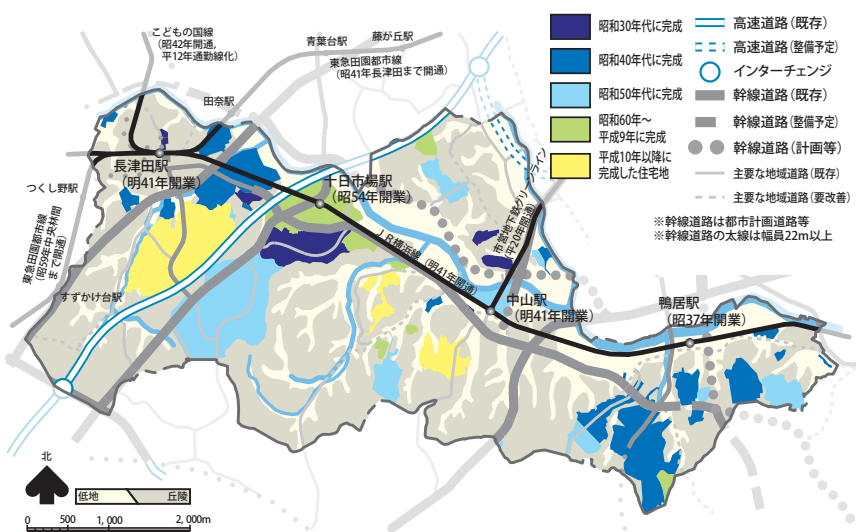 こどもの国線
（昭42年開通,
平12年通勤線化）
青葉台駅
藤が丘駅
東急田園都市線
（昭41年長津田まで開通）
田奈駅
長津田駅
（明41年開業）
つくし野駅
十日市場駅
（昭54年開業）
東急田園都市線
（昭59年中央林間
まで開通）
すずかけ台駅
JR横浜線（明41年開通）
市営地下鉄グリーンライン
（平20年開通）
中山駅
（明41年開業）
鴨居駅
（昭37年開業）
昭和30年代に完成
昭和40年代に完成
昭和50年代に完成
昭和60年～
平成9年に完成
平成10年以降に
完成した住宅地
高速道路（既存）
高速道路（整備予定）
インターチェンジ
幹線道路（既存）
幹線道路（整備予定）
幹線道路（計画等）
主要な地域道路（既存）
主要な地域道路（要改善）
※幹線道路は都市計画道路等
※幹線道路の太線は幅員22m以上
北
低地
丘陵
0 500 1,000 2,000m